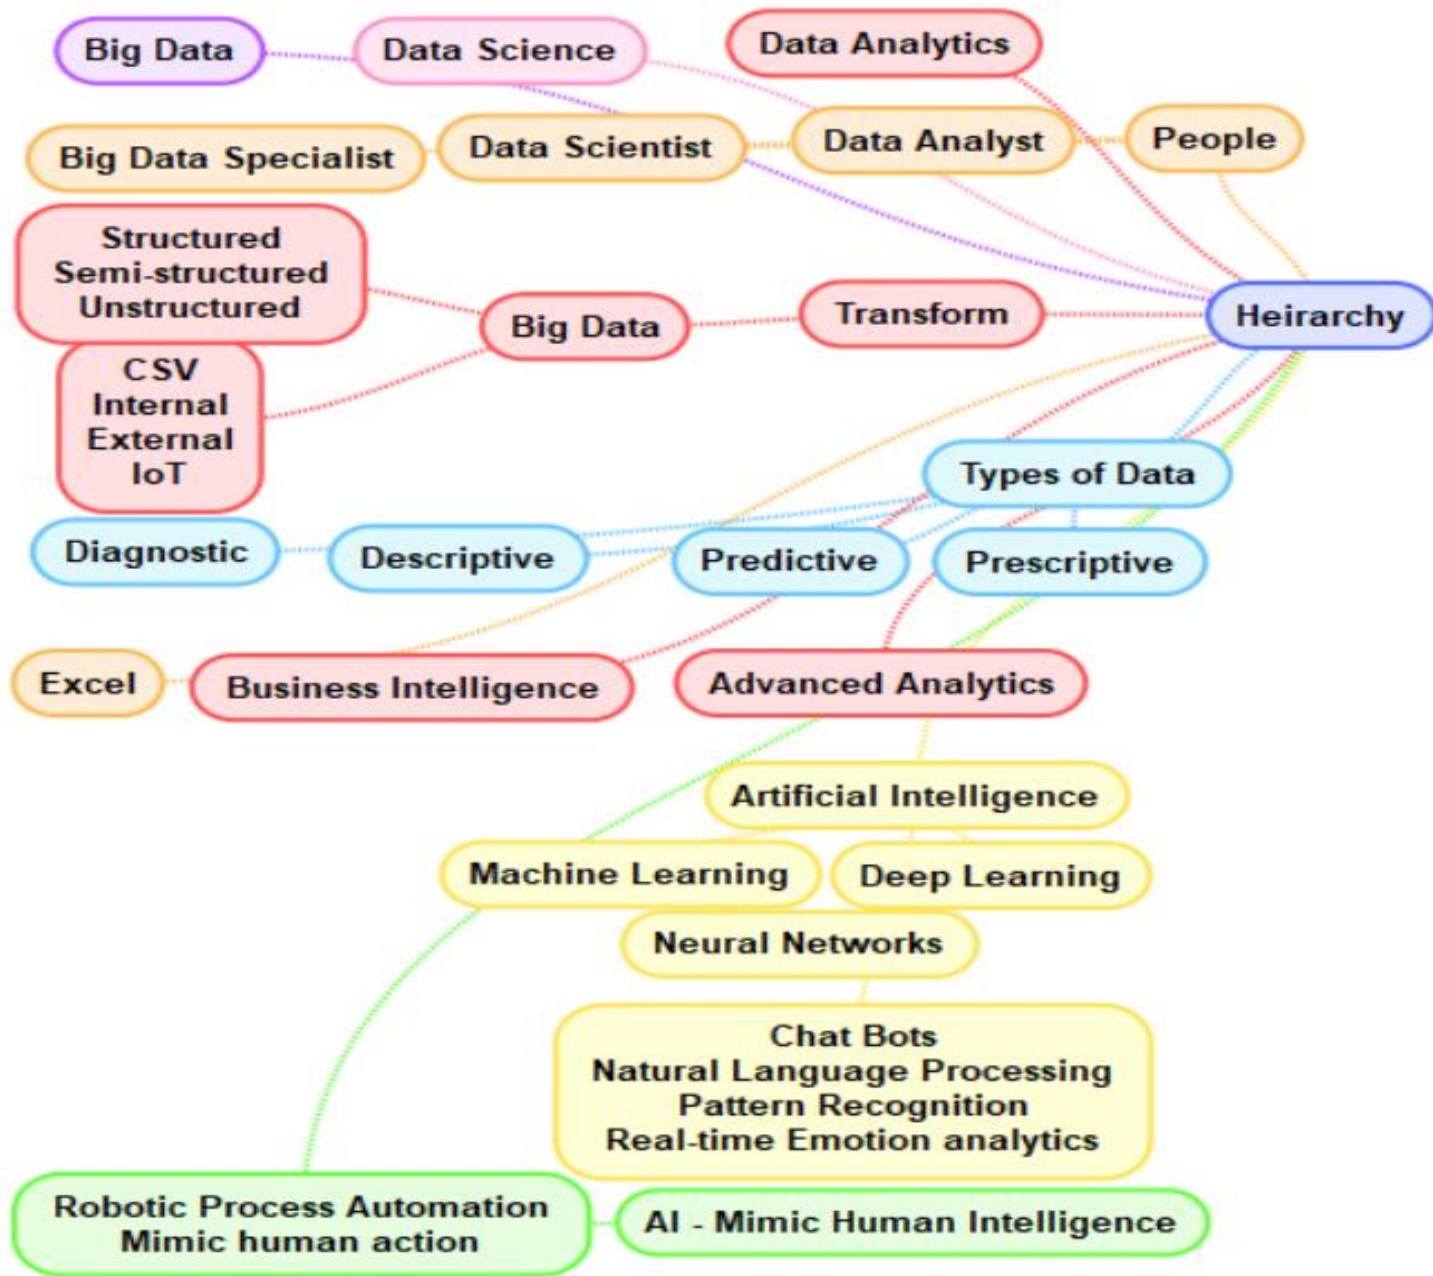 Big Data
Data Science
Data Analytics
Big Data Specialist
Data Scientist
Data Analyst
People
Structured
Semi-structured
Unstructured
Big Data
Transform
Heirarchy
CSV
Internal
External
IoT
Types of Data
Diagnostic
Descriptive
Predictive
Prescriptive
Excel
Business Intelligence
Advanced Analytics
Artificial Intelligence
Machine Learning
Deep Learning
Neural Networks
Chat Bots
Natural Language Processing
Pattern Recognition
Real-time Emotion analytics
Robotic Process Automation
Mimic human action
AI - Mimic Human Intelligence